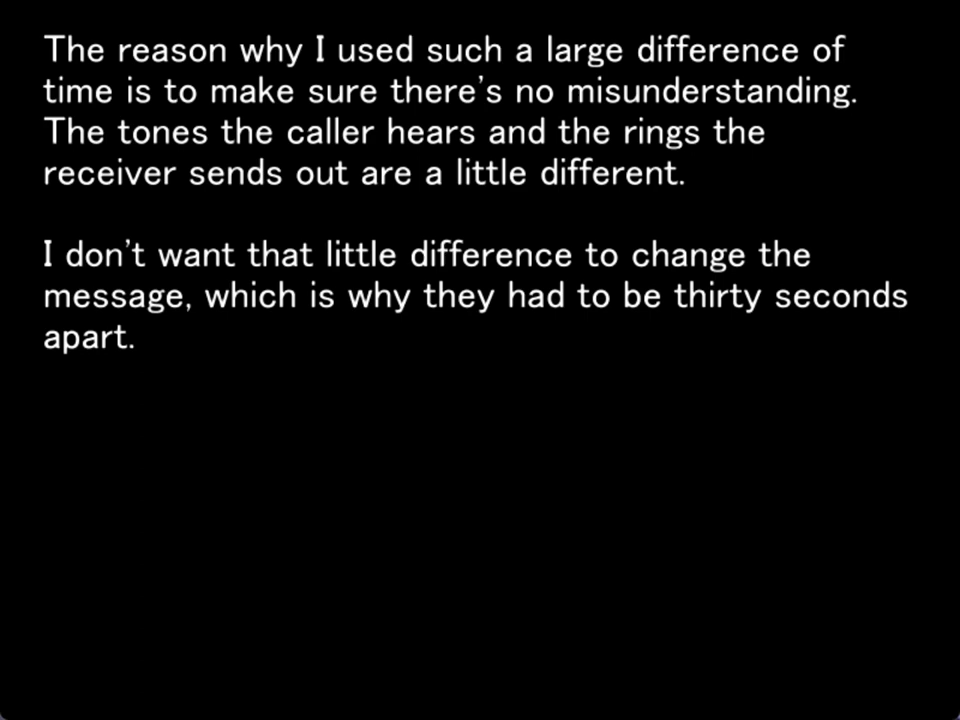 The reason why I used such a large difference of
time is to make sure there's no misunderstanding.
The tones the caller hears and the rings the
receiver sends out are a little different.
I don't want that little difference to change the
message, which is why they had to be thirty seconds
apart.